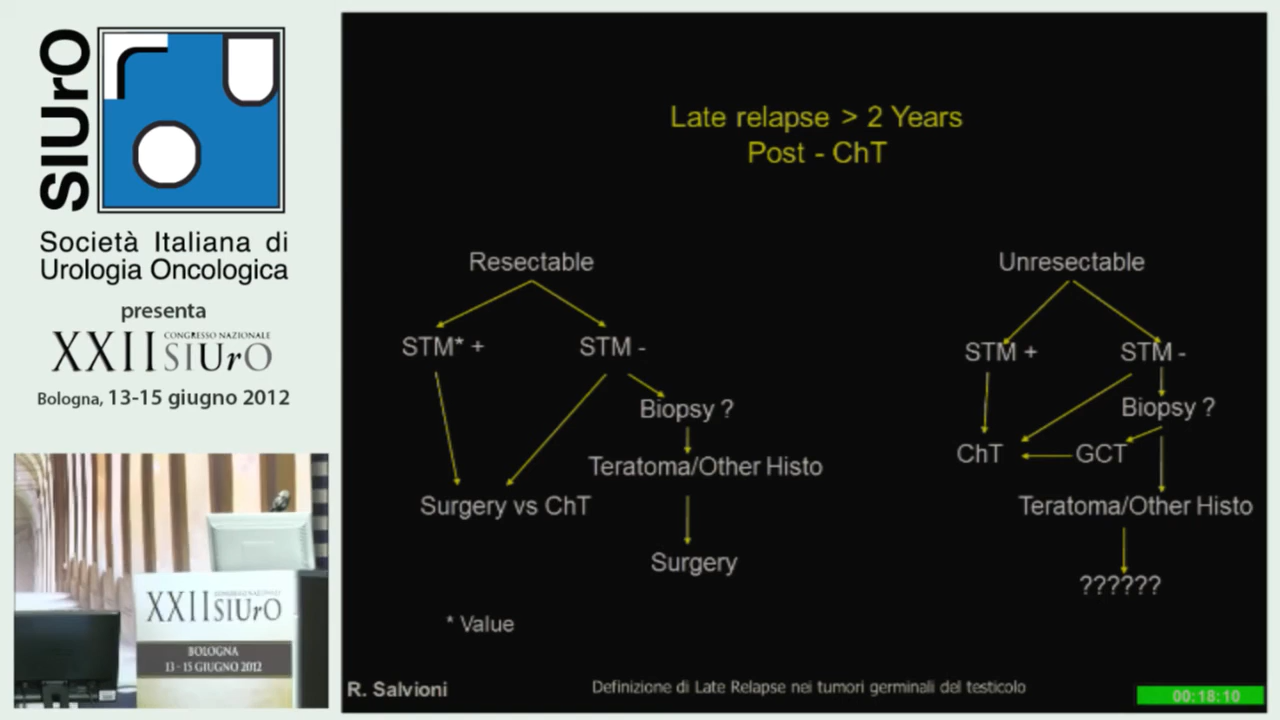 SIUrO
Società Italiana di
Urologia Oncologica
presenta
XXII CONGRESSO NAZIONALE SIUrO
Bologna, 13-15 giugno 2012
XXII SIUrO
BOLOGNA
13 - 15 GIUGNO 2012
Late relapse > 2 Years
Post - ChT
Resectable
Unresectable
STM* +
STM -
STM +
STM -
Biopsy ?
Biopsy ?
ChT
GCT
Teratoma/Other Histo
Surgery vs ChT
Teratoma/Other Histo
Surgery
??????
* Value
R. Salvioni
Definizione di Late Relapse nei tumori germinali del testicolo
00:18:10